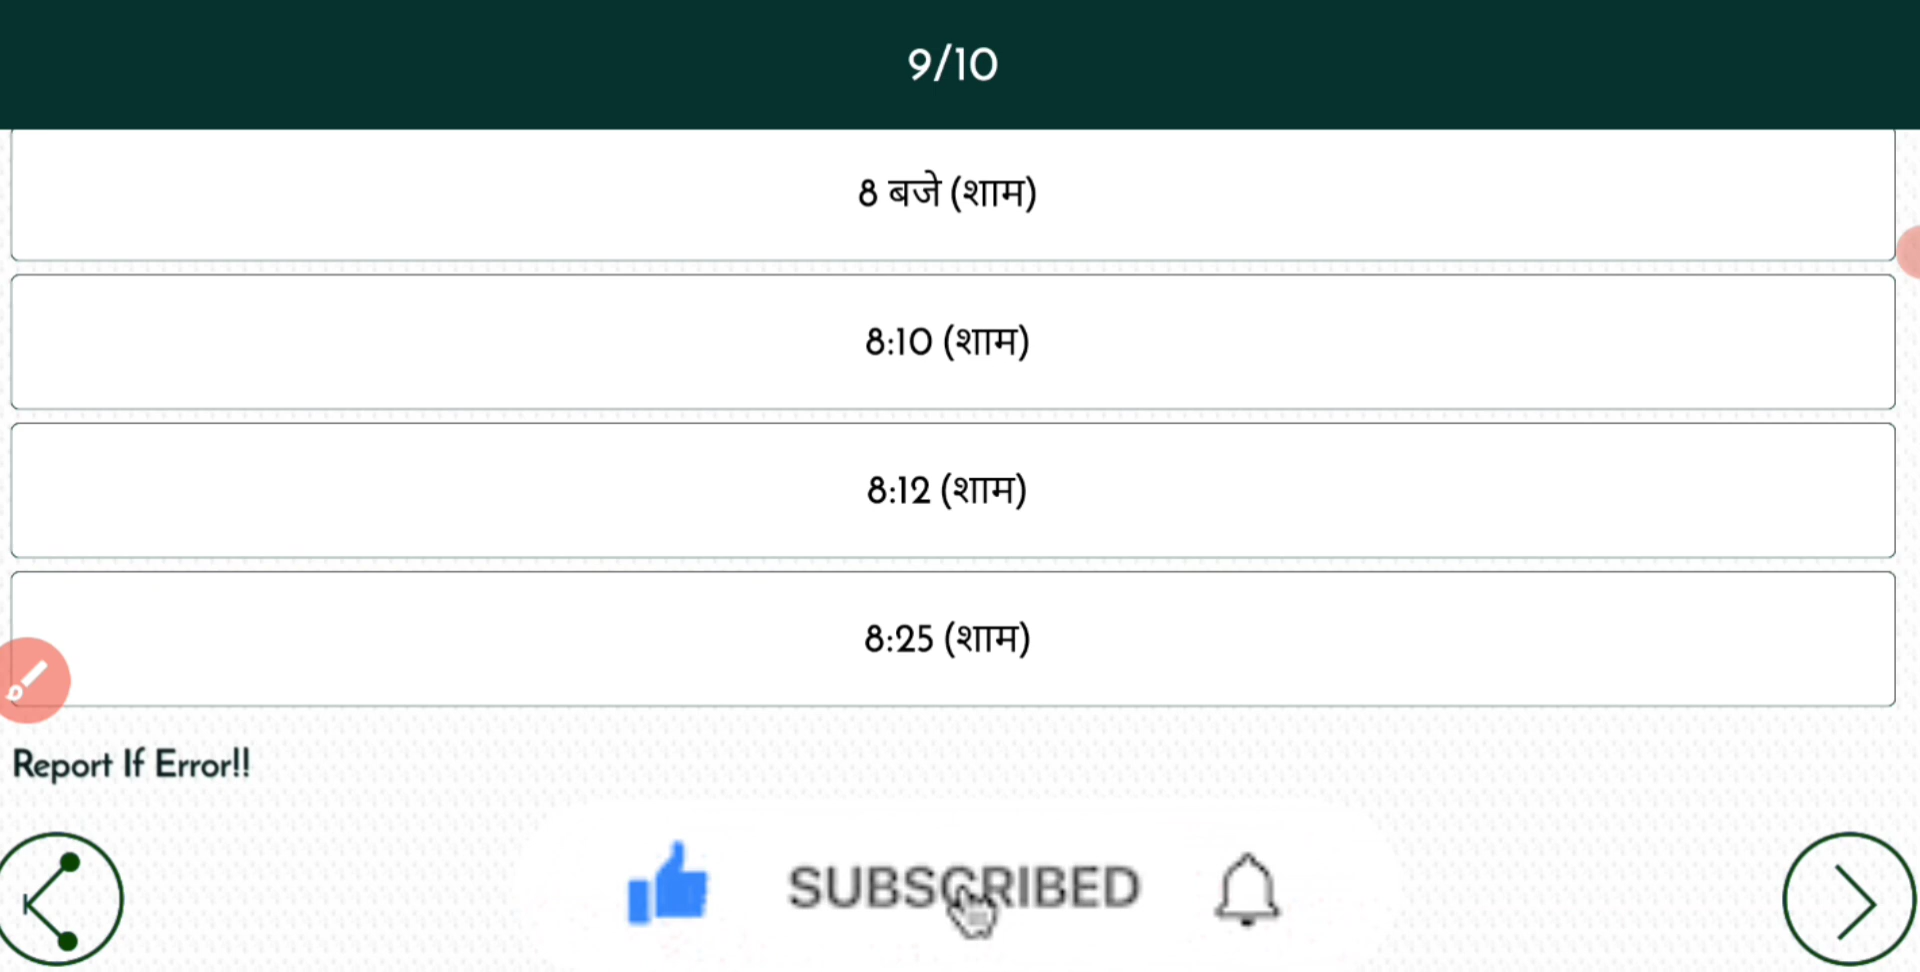 9/10
8 बजे (शाम)
8:10 (शाम)
8:12 (शाम)
8:25 (शाम)
Report If Error!!
SUBSCRIBED